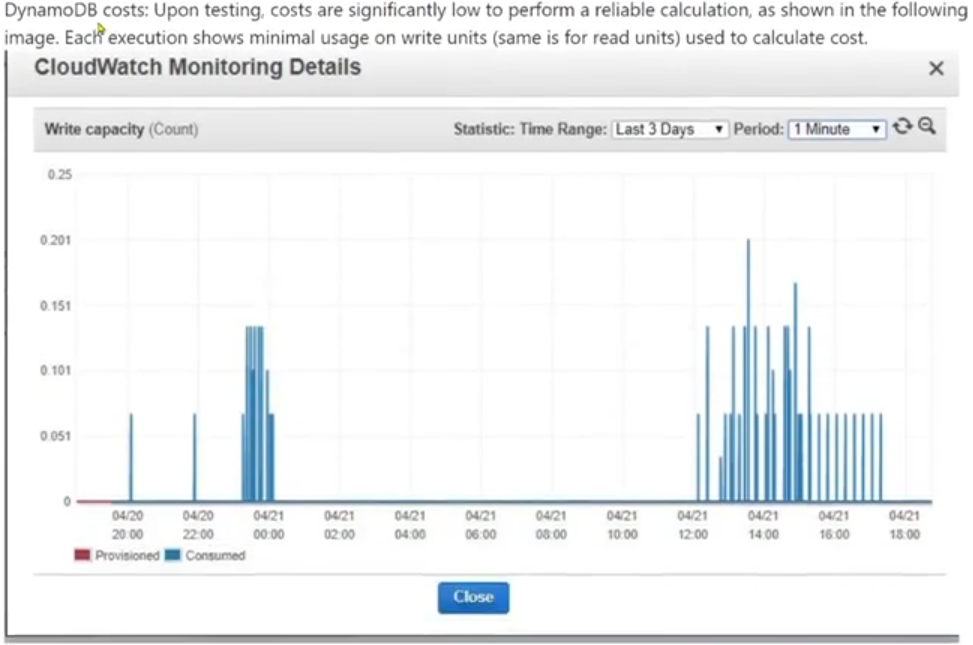 DynamoDB costs: Upon testing, costs are significantly low to perform a reliable calculation, as shown in the following
image. Each execution shows minimal usage on write units (same is for read units) used to calculate cost.
CloudWatch Monitoring Details
Write capacity (Count) Statistic: Time Range: Last 3 Days Period: 1 Minute
0.25
0.201
0.151
0.101
0.051
0
04/20 04/20 04/21 04/21 04/21 04/21 04/21 04/21 04/21 04/21 04/21 04/21
20:00 22:00 00:00 02:00 04:00 06:00 08:00 10:00 12:00 14:00 16:00 18:00
Provisioned Consumed
Close